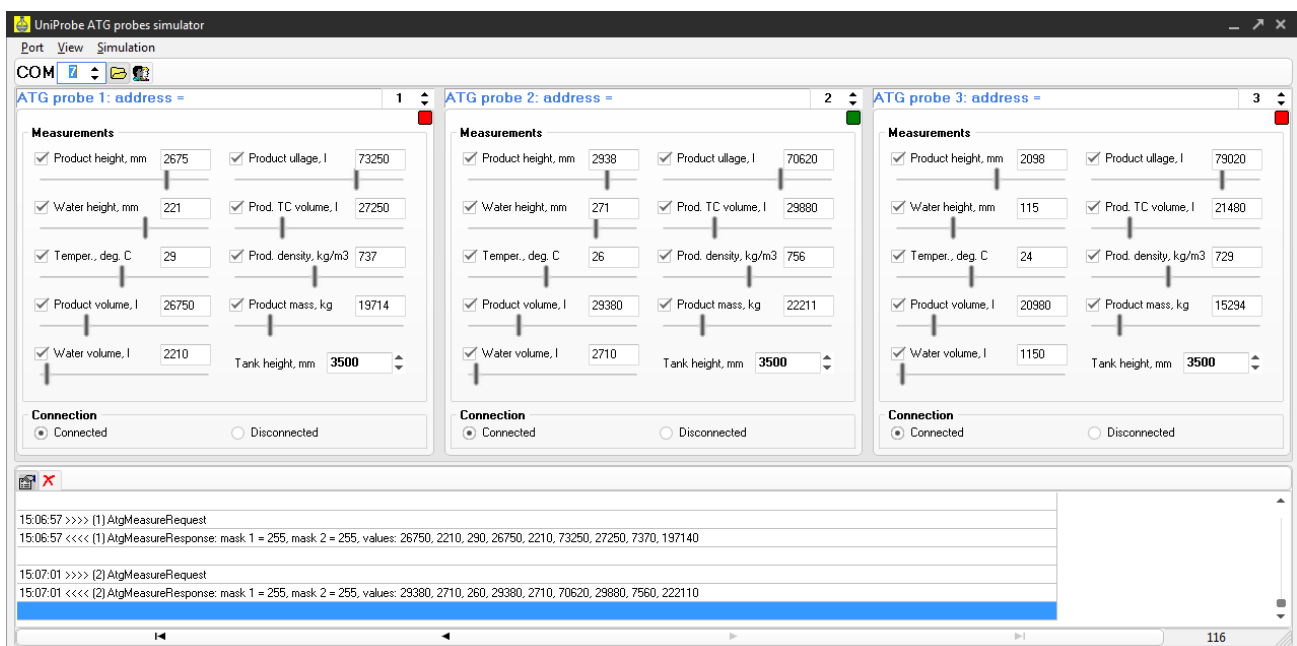 UniProbe ATG probes simulator
Port View Simulation
COM 7
ATG probe 1: address = 1
Measurements
Product height, mm 2675 Product ullage, l 73250
Water height, mm 221 Prod. TC volume, l 27250
Temper., deg. C 29 Prod. density, kg/m3 737
Product volume, l 26750 Product mass, kg 19714
Water volume, l 2210 Tank height, mm 3500
Connection
Connected Disconnected
ATG probe 2: address = 2
Measurements
Product height, mm 2938 Product ullage, l 70620
Water height, mm 271 Prod. TC volume, l 29880
Temper., deg. C 26 Prod. density, kg/m3 756
Product volume, l 29380 Product mass, kg 22211
Water volume, l 2710 Tank height, mm 3500
Connection
Connected Disconnected
ATG probe 3: address = 3
Measurements
Product height, mm 2098 Product ullage, l 79020
Water height, mm 115 Prod. TC volume, l 21480
Temper., deg. C 24 Prod. density, kg/m3 729
Product volume, l 20980 Product mass, kg 15294
Water volume, l 1150 Tank height, mm 3500
Connection
Connected Disconnected
15:06:57 >>>> (1) AtgMeasureRequest
15:06:57 <<<< (1) AtgMeasureResponse: mask 1 = 255, mask 2 = 255, values: 26750, 2210, 290, 26750, 2210, 73250, 27250, 7370, 197140
15:07:01 >>>> (2) AtgMeasureRequest
15:07:01 <<<< (2) AtgMeasureResponse: mask 1 = 255, mask 2 = 255, values: 29380, 2710, 260, 29380, 2710, 70620, 29880, 7560, 222110
116